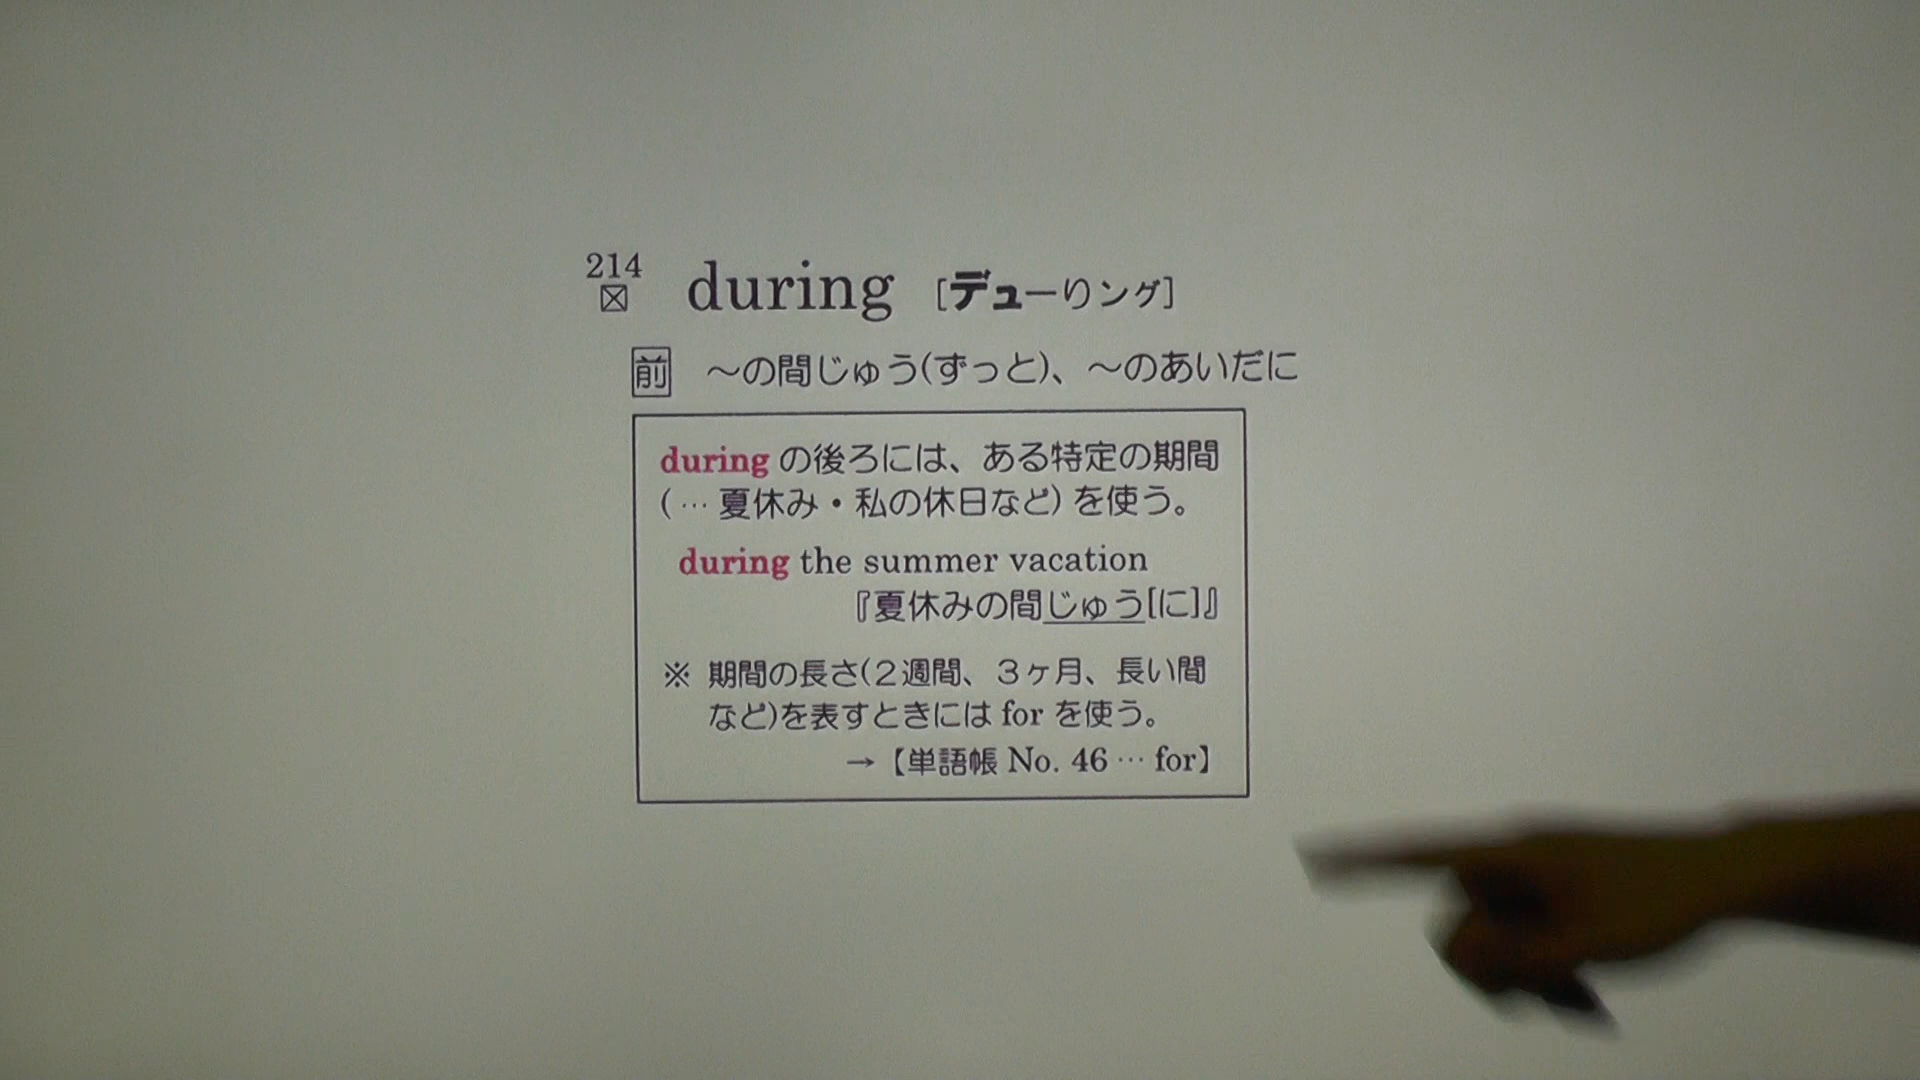 214
☒ during [デューリング]
前 ～の間じゅう(ずっと)、～のあいだに
during の後ろには、ある特定の期間
(… 夏休み・私の休日など) を使う。
during the summer vacation
『夏休みの間じゅう[に]』
※ 期間の長さ(２週間、３ヶ月、長い間
など)を表すときには for を使う。
→【単語帳 No. 46 … for】